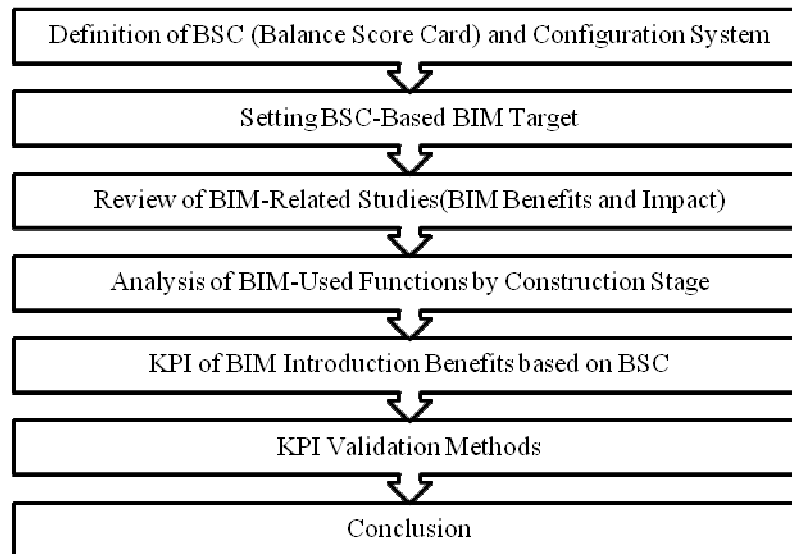 Definition of BSC (Balance Score Card) and Configuration System
Setting BSC-Based BIM Target
Review of BIM-Related Studies(BIM Benefits and Impact)
Analysis of BIM-Used Functions by Construction Stage
KPI of BIM Introduction Benefits based on BSC
KPI Validation Methods
Conclusion